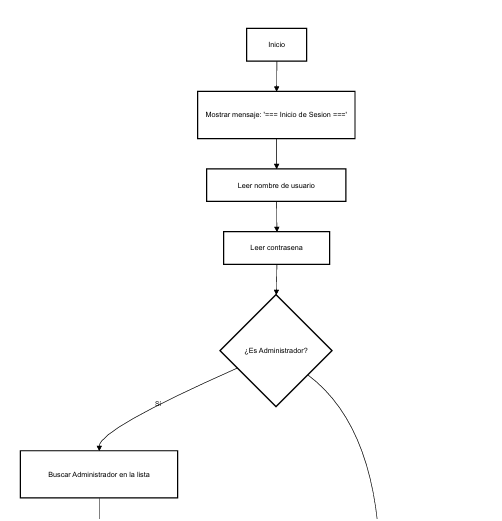 Inicio
Mostrar mensaje: '=== Inicio de Sesion ==='
Leer nombre de usuario
Leer contrasena
¿Es Administrador?
Sí
Buscar Administrador en la lista